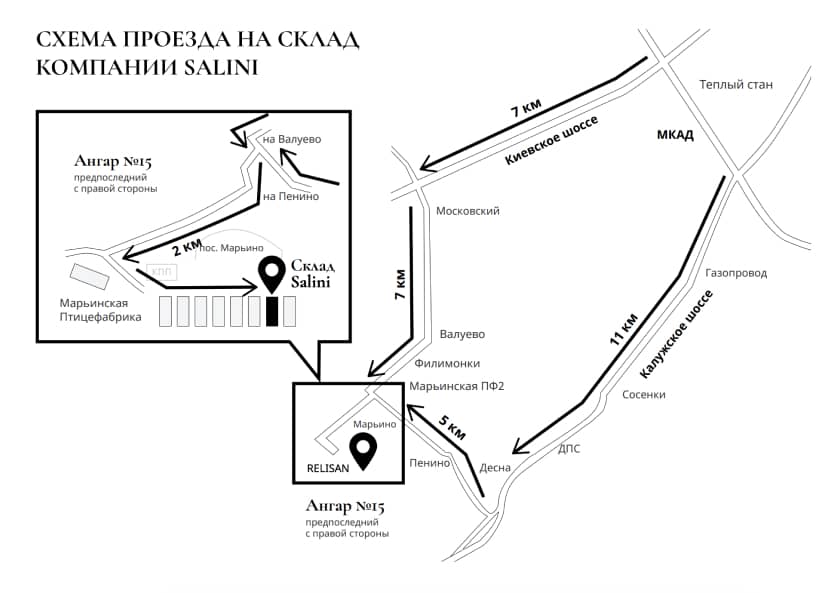 СХЕМА ПРОЕЗДА НА СКЛАД
КОМПАНИИ SALINI
Теплый стан
7 км
Киевское шоссе
МКАД
на Валуево
Ангар №15
предпоследний
с правой стороны
на Пенино
Московский
2 км
пос. Марьино
Склад
Salini
КПП
Газопровод
7 км
Марьинская
Птицефабрика
11 км
Калужское шоссе
Валуево
Филимонки
Марьинская ПФ2
Сосенки
Марьино
5 км
ДПС
RELISAN
Пенино
Десна
Ангар №15
предпоследний
с правой стороны